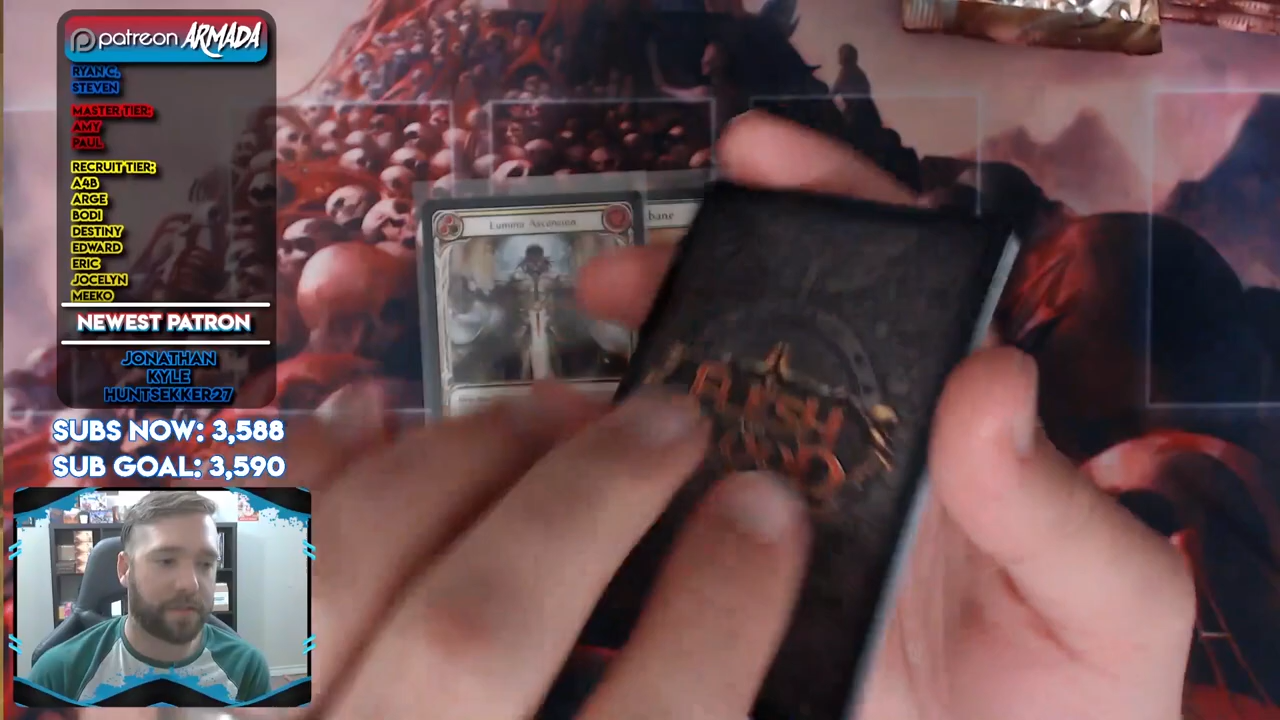 patreon ARMADA
RYAN C.
STEVEN
MASTER TIER:
AMY
PAUL
RECRUIT TIER:
A4B
ARGE
BODI
DESTINY
EDWARD
ERIC
JOCELYN
MEEKO
NEWEST PATRON
JONATHAN
KYLE
HUNTSEKKER27
SUBS NOW: 3,588
SUB GOAL: 3,590
Lumina Ascension
bane
FLESH